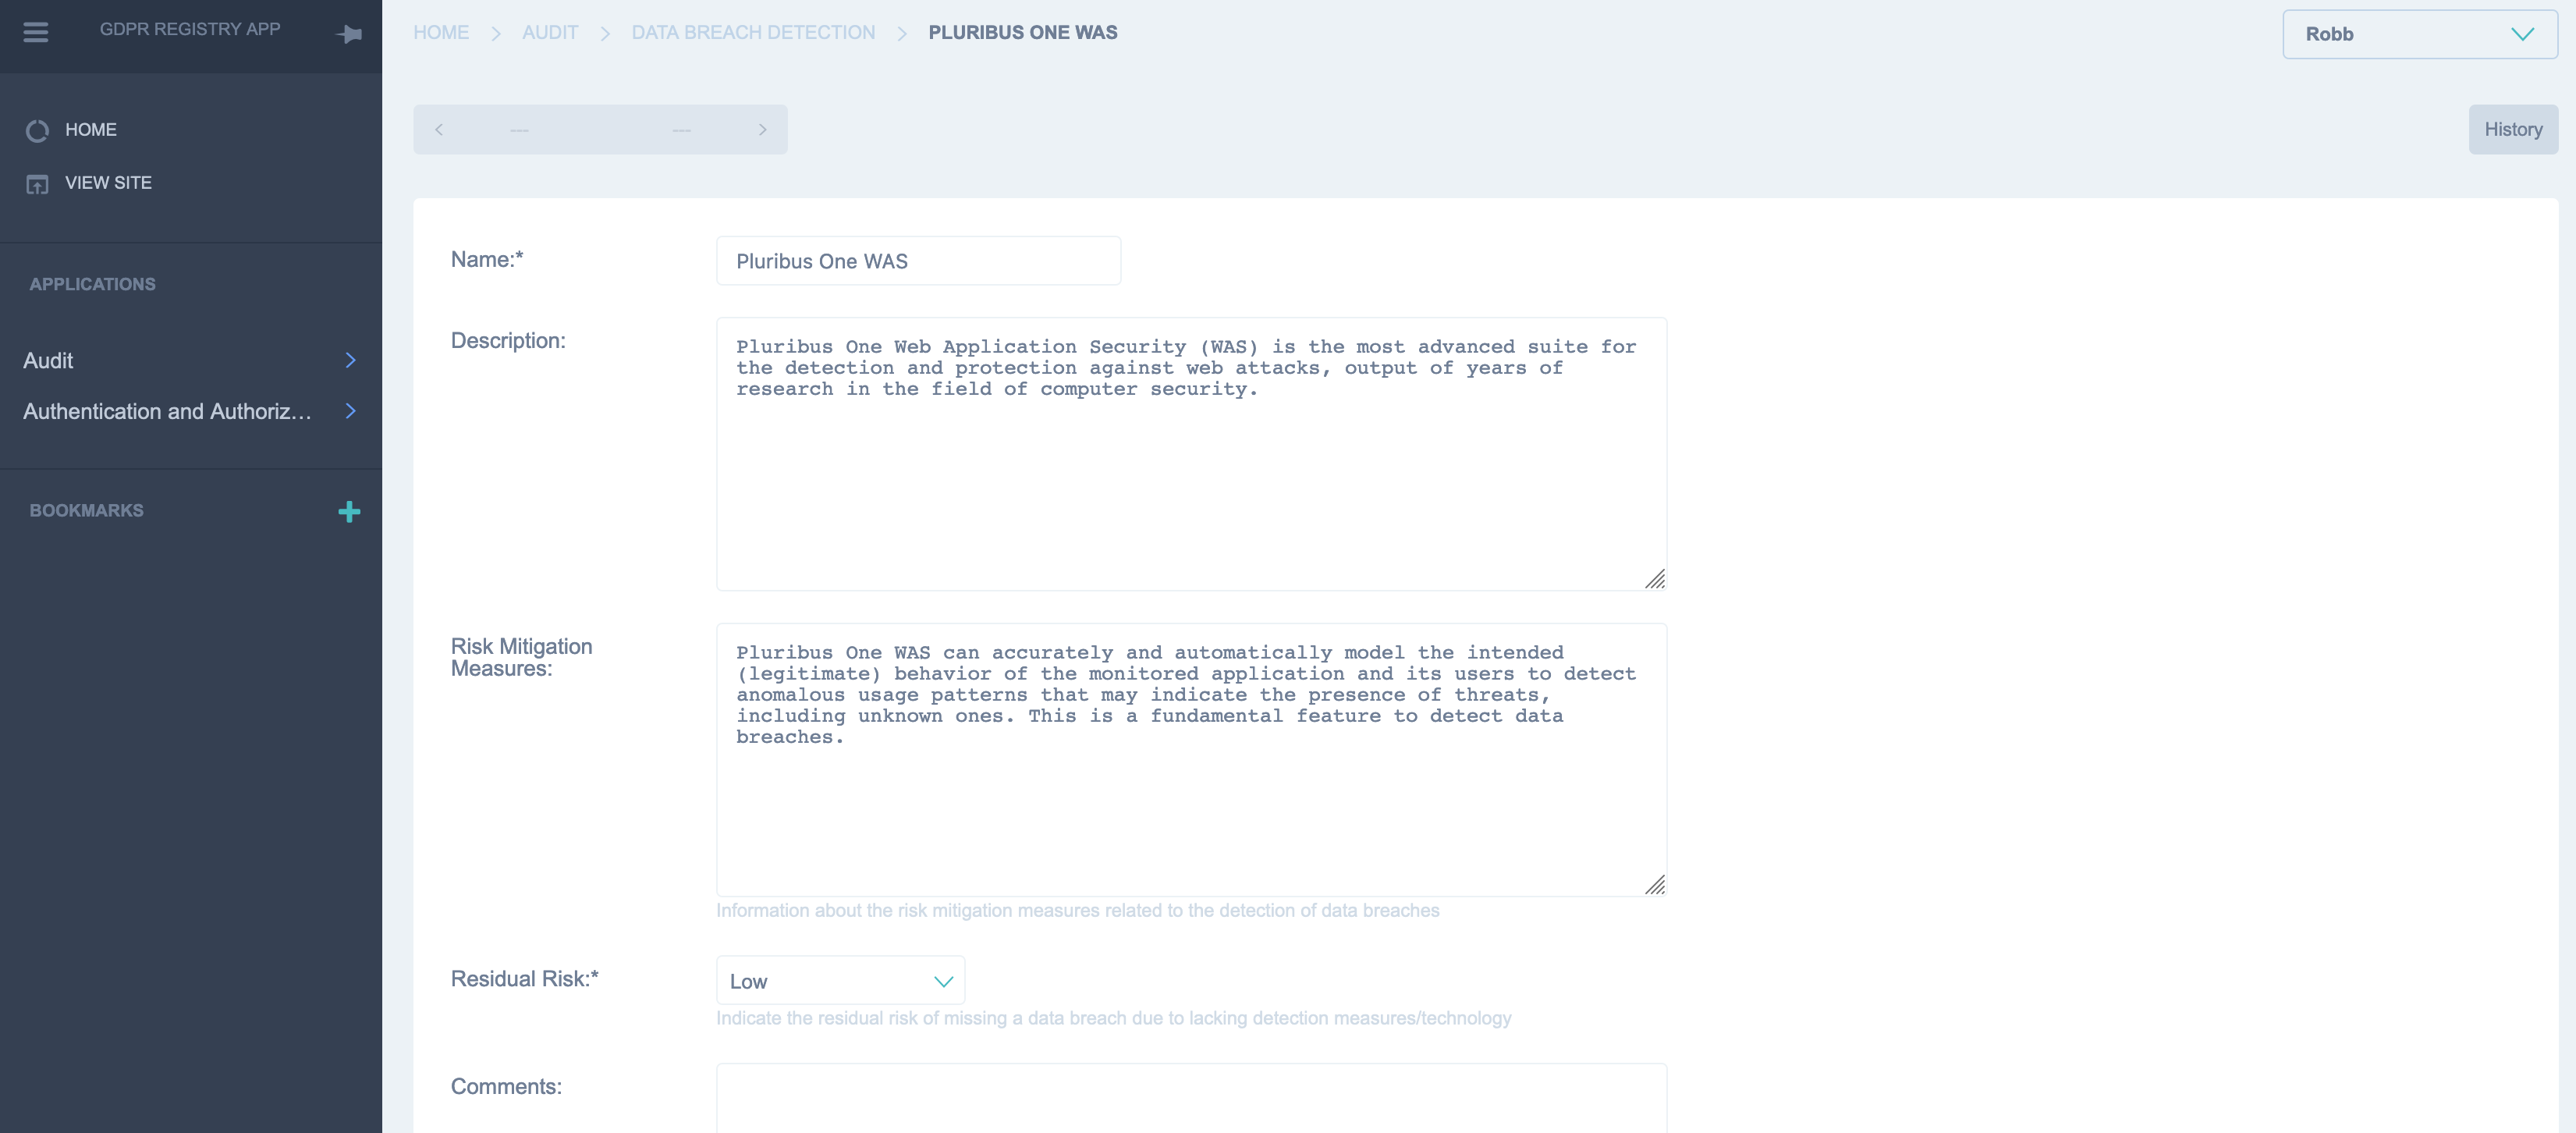 GDPR REGISTRY APP
HOME
VIEW SITE
APPLICATIONS
Audit
Authentication and Authoriz...
BOOKMARKS
HOME > AUDIT > DATA BREACH DETECTION > PLURIBUS ONE WAS
Robb
< --- --- >
History
Name:*
Pluribus One WAS
Description:
Pluribus One Web Application Security (WAS) is the most advanced suite for
the detection and protection against web attacks, output of years of
research in the field of computer security.
Risk Mitigation
Measures:
Pluribus One WAS can accurately and automatically model the intended
(legitimate) behavior of the monitored application and its users to detect
anomalous usage patterns that may indicate the presence of threats,
including unknown ones. This is a fundamental feature to detect data
breaches.
Information about the risk mitigation measures related to the detection of data breaches
Residual Risk:*
Low
Indicate the residual risk of missing a data breach due to lacking detection measures/technology
Comments: